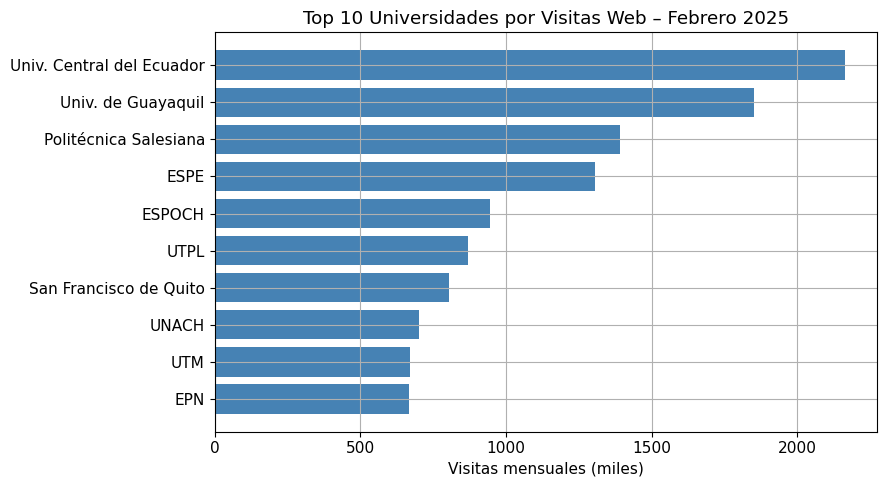 Top 10 Universidades por Visitas Web – Febrero 2025
Univ. Central del Ecuador
Univ. de Guayaquil
Politécnica Salesiana
ESPE
ESPOCH
UTPL
San Francisco de Quito
UNACH
UTM
EPN
0 500 1000 1500 2000
Visitas mensuales (miles)